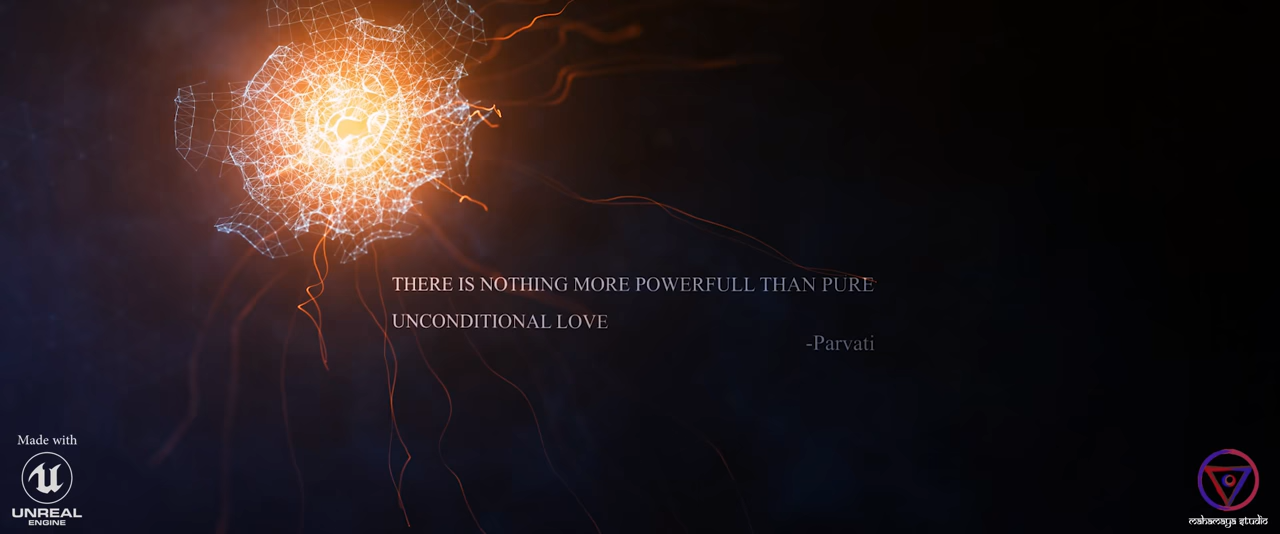 THERE IS NOTHING MORE POWERFULL THAN PURE
UNCONDITIONAL LOVE
-Parvati
Made with
UNREAL
ENGINE
mahamaya studio